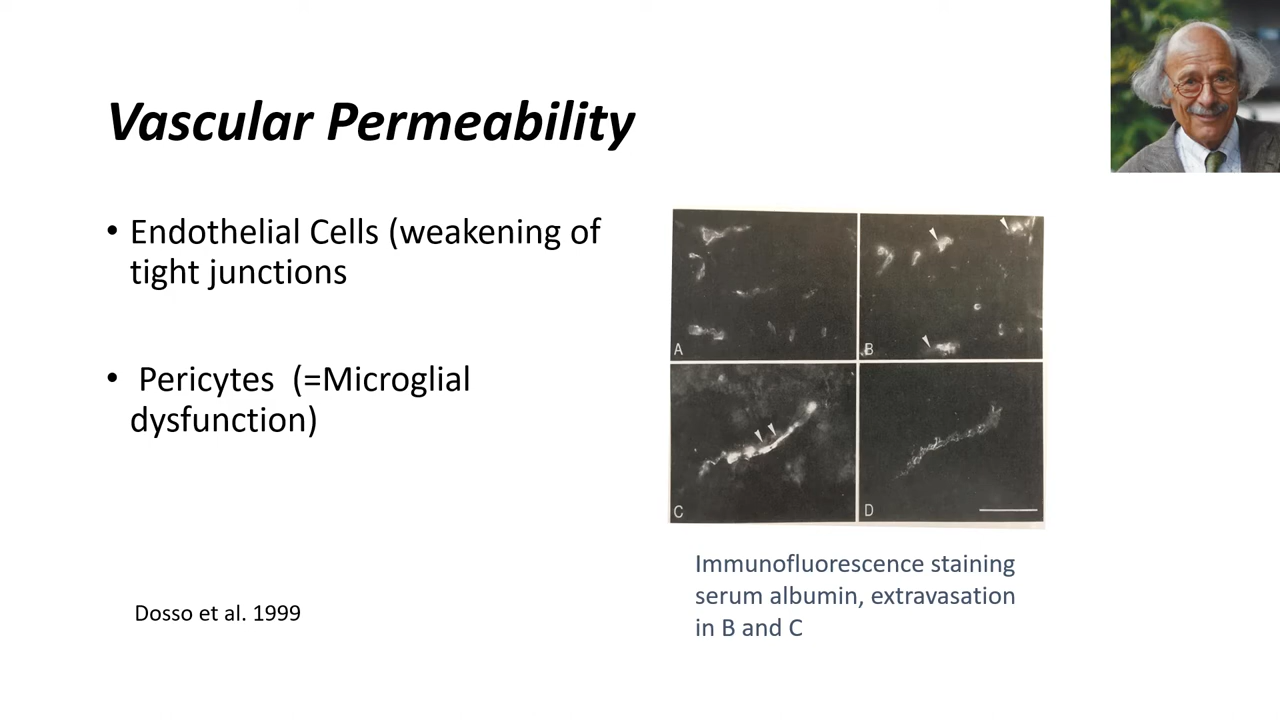 Vascular Permeability
• Endothelial Cells (weakening of
tight junctions
• Pericytes (=Microglial
dysfunction)
Dosso et al. 1999
A
B
C
D
Immunofluorescence staining
serum albumin, extravasation
in B and C